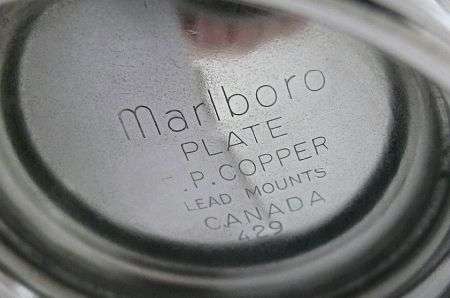 Marlboro
PLATE
.P. COPPER
LEAD MOUNTS
CANADA
429